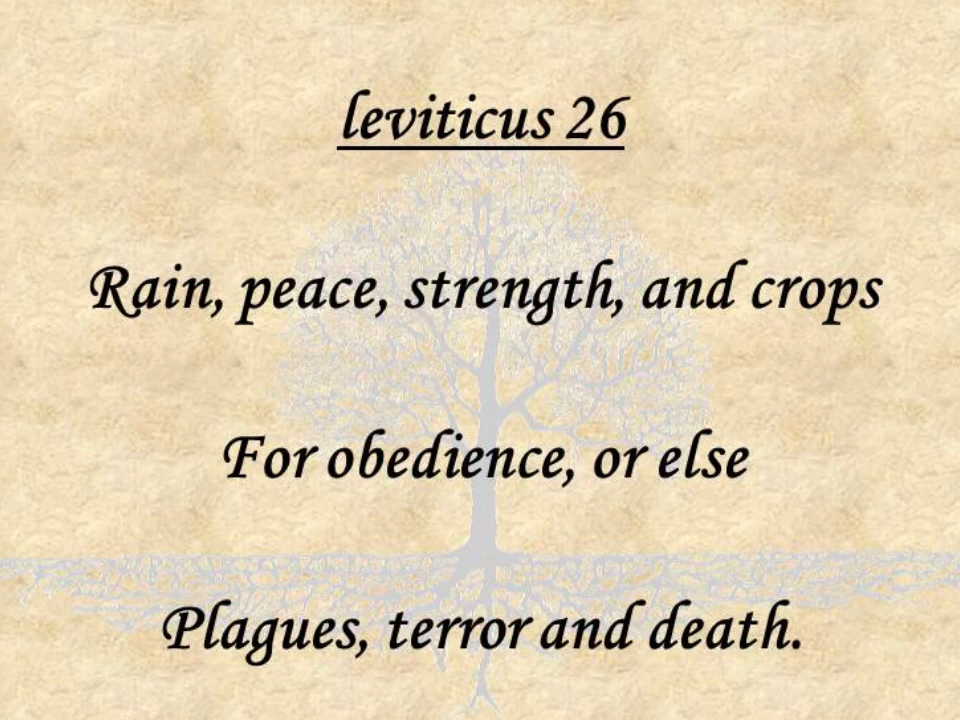 leviticus 26
Rain, peace, strength, and crops
For obedience, or else
Plagues, terror and death.